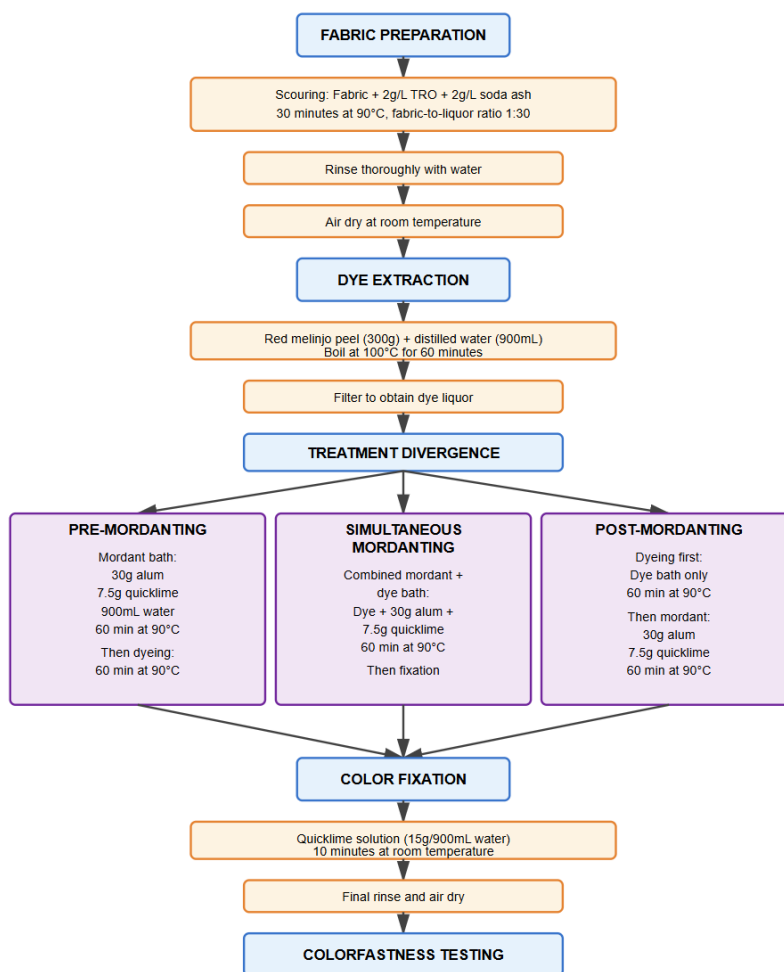 FABRIC PREPARATION
Scouring: Fabric + 2g/L TRO + 2g/L soda ash
30 minutes at 90°C, fabric-to-liquor ratio 1:30
Rinse thoroughly with water
Air dry at room temperature
DYE EXTRACTION
Red melinjo peel (300g) + distilled water (900mL)
Boil at 100°C for 60 minutes
Filter to obtain dye liquor
TREATMENT DIVERGENCE
PRE-MORDANTING
Mordant bath:
30g alum
7.5g quicklime
900mL water
60 min at 90°C
Then dyeing:
60 min at 90°C
SIMULTANEOUS
MORDANTING
Combined mordant +
dye bath:
Dye + 30g alum +
7.5g quicklime
60 min at 90°C
Then fixation
POST-MORDANTING
Dyeing first:
Dye bath only
60 min at 90°C
Then mordant:
30g alum
7.5g quicklime
60 min at 90°C
COLOR FIXATION
Quicklime solution (15g/900mL water)
10 minutes at room temperature
Final rinse and air dry
COLORFASTNESS TESTING